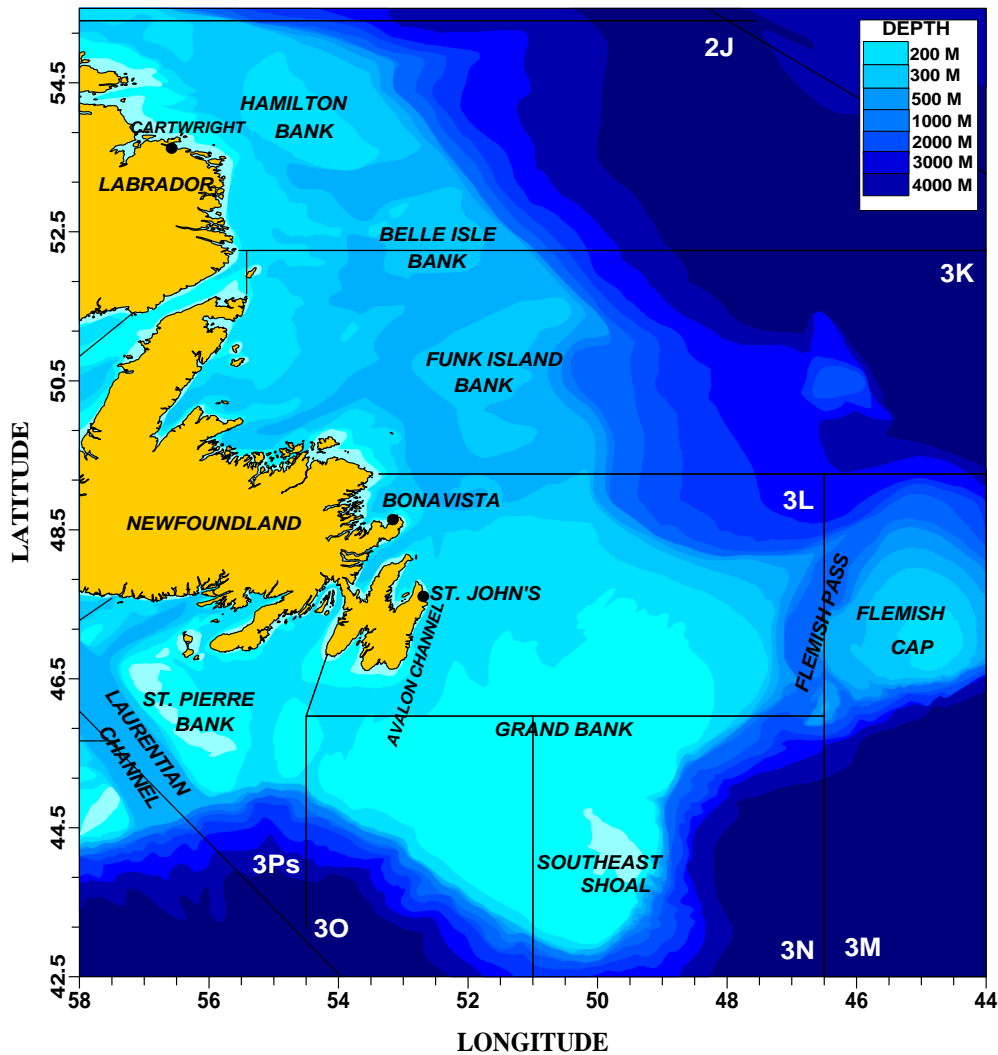 2J
DEPTH
200 M
300 M
500 M
1000 M
2000 M
3000 M
4000 M
54.5
HAMILTON
BANK
CARTWRIGHT
LABRADOR
52.5
BELLE ISLE
BANK
3K
FUNK ISLAND
BANK
50.5
LATITUDE
48.5
NEWFOUNDLAND
BONAVISTA
3L
ST. JOHN'S
FLEMISH PASS
FLEMISH
CAP
46.5
AVALON CHANNEL
ST. PIERRE
BANK
LAURENTIAN
CHANNEL
GRAND BANK
44.5
SOUTHEAST
SHOAL
3Ps
3O
3N
3M
42.5
58
56
54
52
50
48
46
44
LONGITUDE